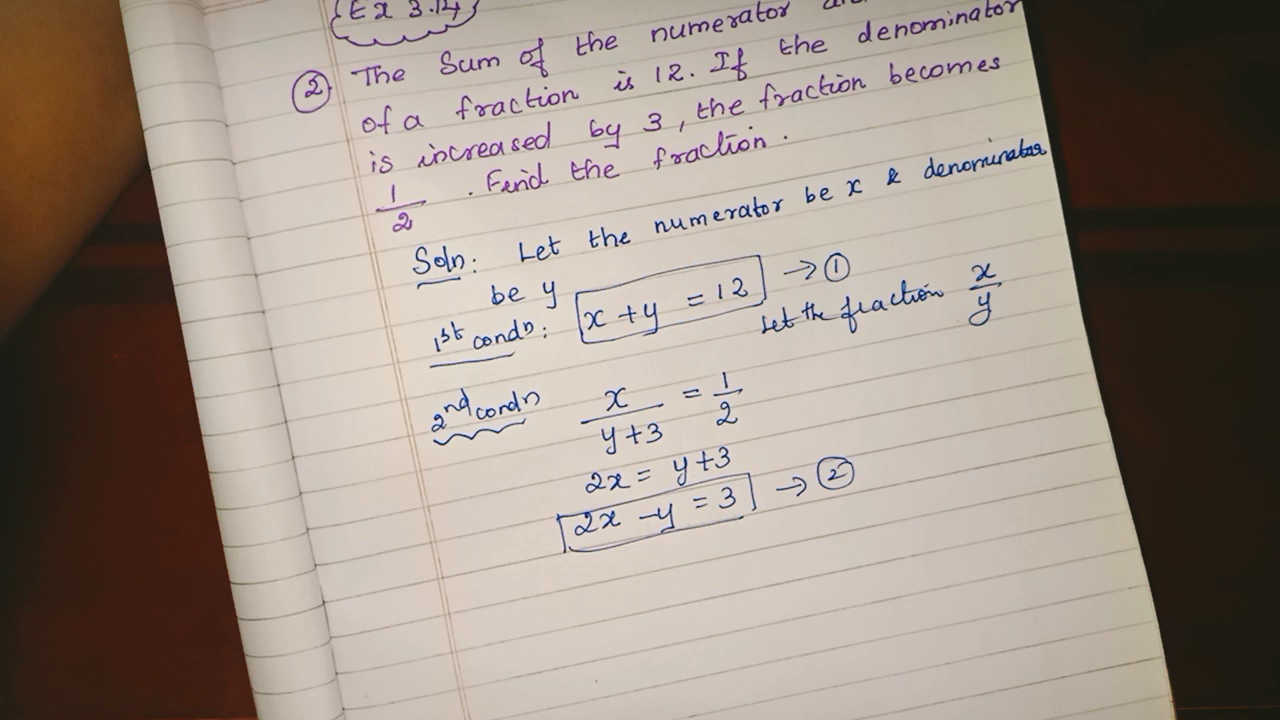 (Ex 3.14)
② The Sum of the numerator
of a fraction is 12. If the denominator
is increased by 3, the fraction becomes
1/2 . Find the fraction.
Soln: Let the numerator be x & denominator
be y
1st condn: x + y = 12 → ①
Let the fraction x/y
2nd condn x/(y+3) = 1/2
2x = y+3
2x - y = 3 → ②